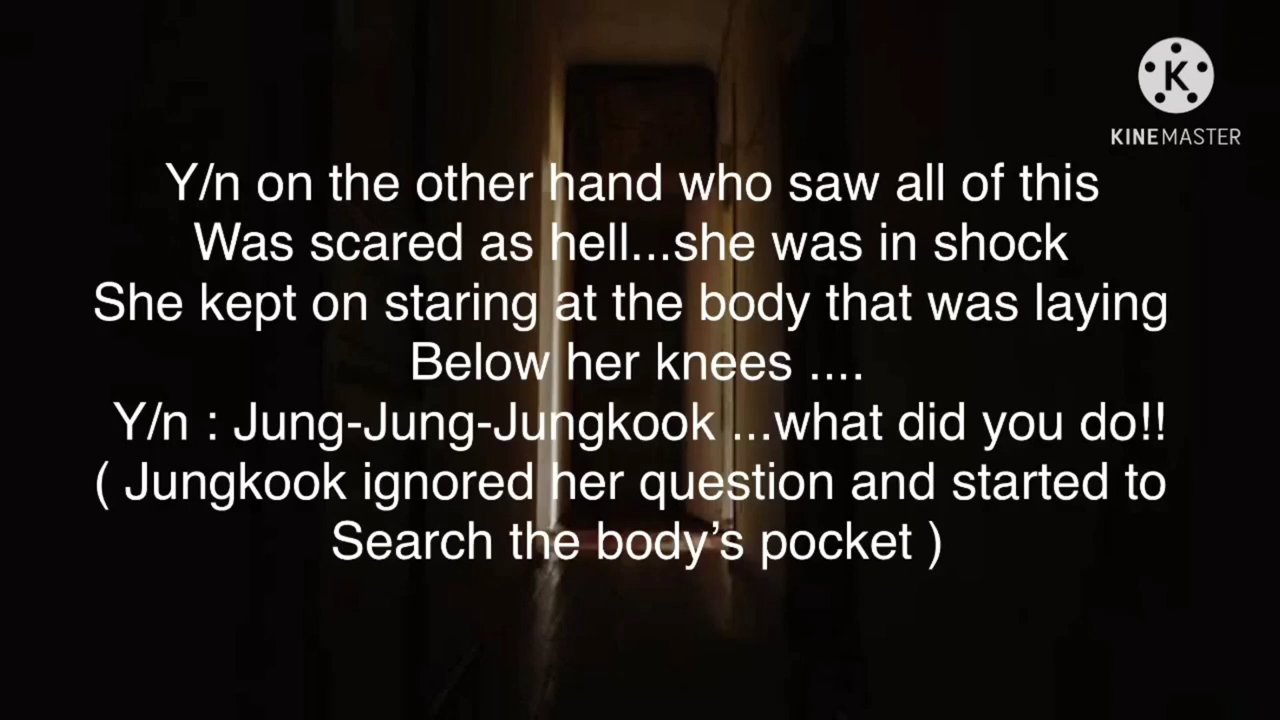 K
KINEMASTER
Y/n on the other hand who saw all of this
Was scared as hell...she was in shock
She kept on staring at the body that was laying
Below her knees ....
Y/n : Jung-Jung-Jungkook ...what did you do!!
( Jungkook ignored her question and started to
Search the body’s pocket )